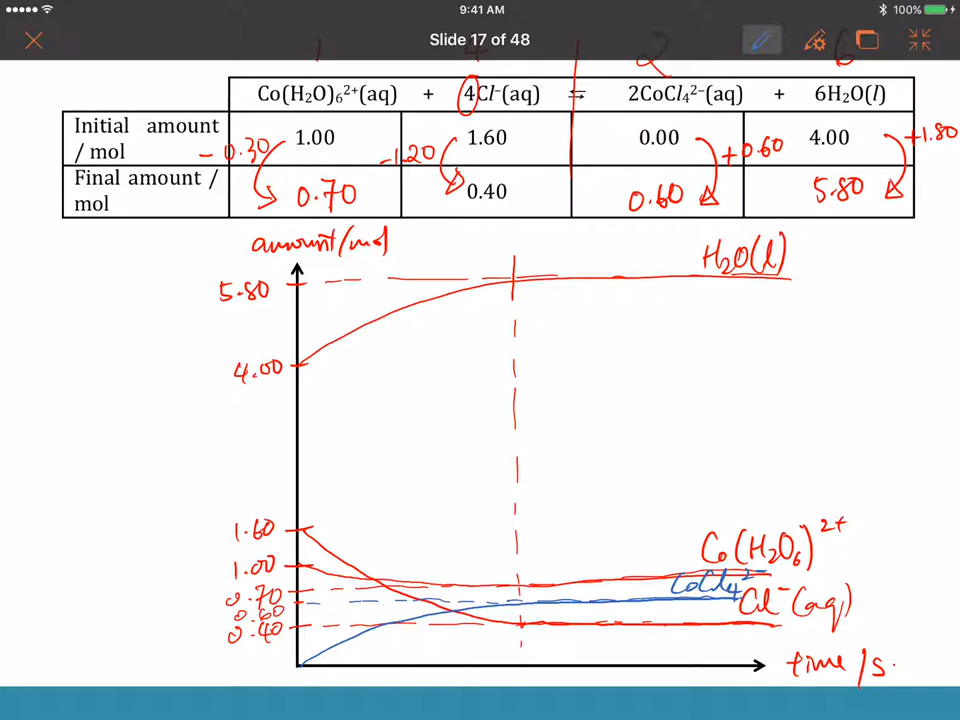 9:41 AM
100%
Slide 17 of 48
1 4 2 6
Co(H₂O)₆²⁺(aq) + 4Cl⁻(aq) ⇆ 2CoCl₄²⁻(aq) + 6H₂O(l)
Initial amount / mol 1.00 1.60 0.00 4.00
- 0.30 -1.20 +0.60 +1.80
Final amount / mol 0.70 0.40 0.60 5.80
amount/mol
H₂O(l)
5.80
4.00
1.60
Co(H₂O₆)²⁺
1.00
CoCl₄²⁻
0.70
Cl⁻(aq)
0.60
0.40
time/s.